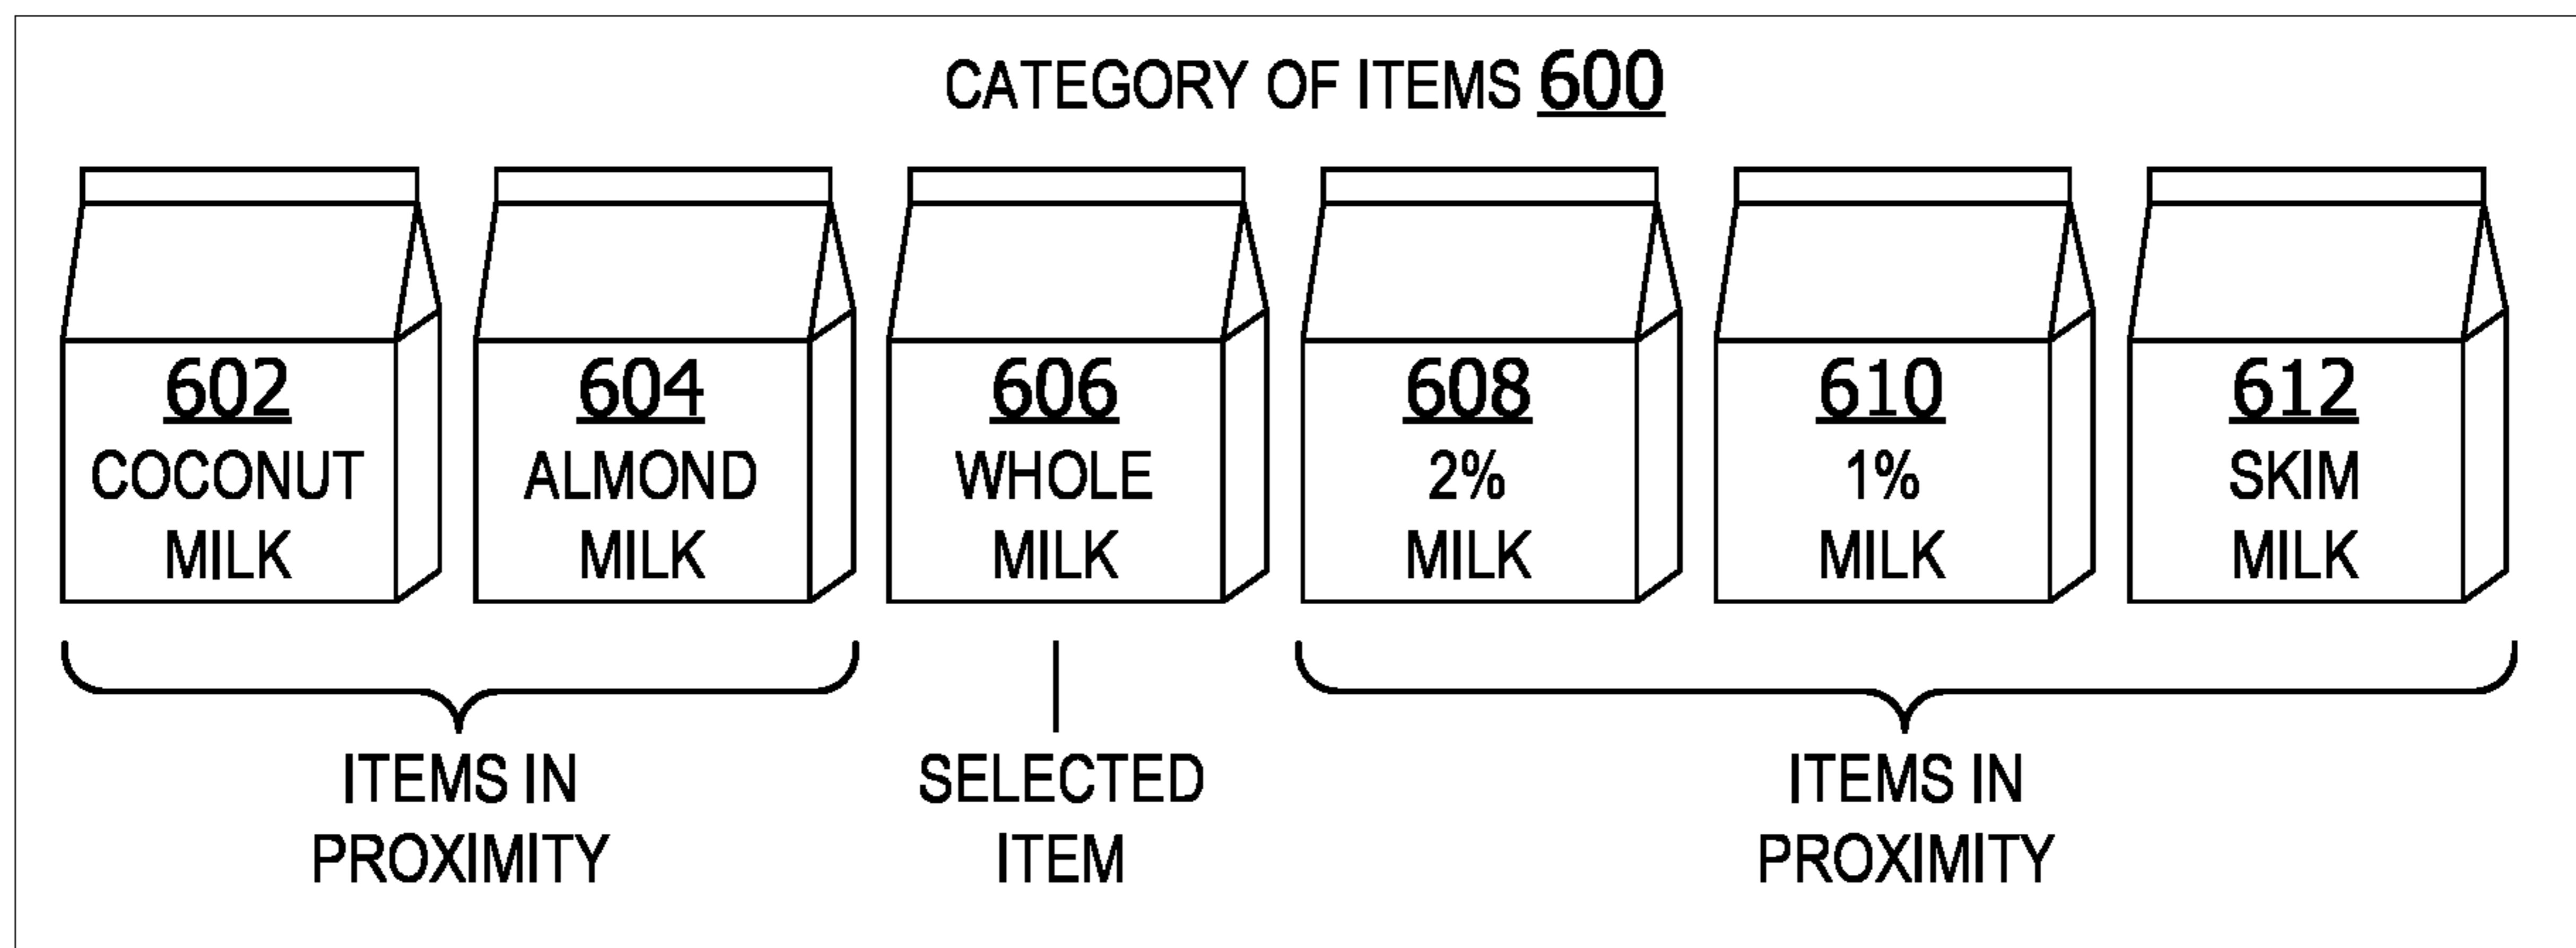 CATEGORY OF ITEMS 600
602
COCONUT
MILK
604
ALMOND
MILK
606
WHOLE
MILK
608
2%
MILK
610
1%
MILK
612
SKIM
MILK
ITEMS IN
PROXIMITY
SELECTED
ITEM
ITEMS IN
PROXIMITY